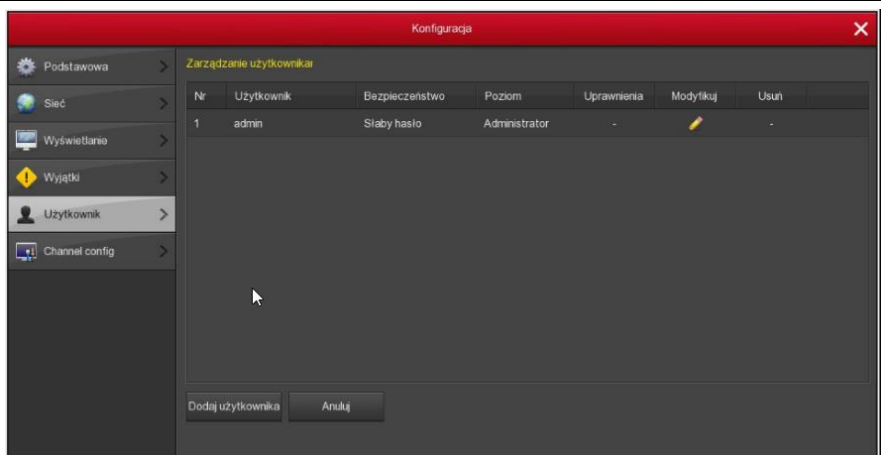 Konfiguracja
Podstawowa
Sieć
Wyświetlanie
Wyjątki
Użytkownik
Channel config
Zarządzanie użytkownikar
Nr Użytkownik Bezpieczeństwo Poziom Uprawnienia Modyfikuj Usuń
1 admin Słaby hasło Administrator - -
Dodaj użytkownika Anuluj